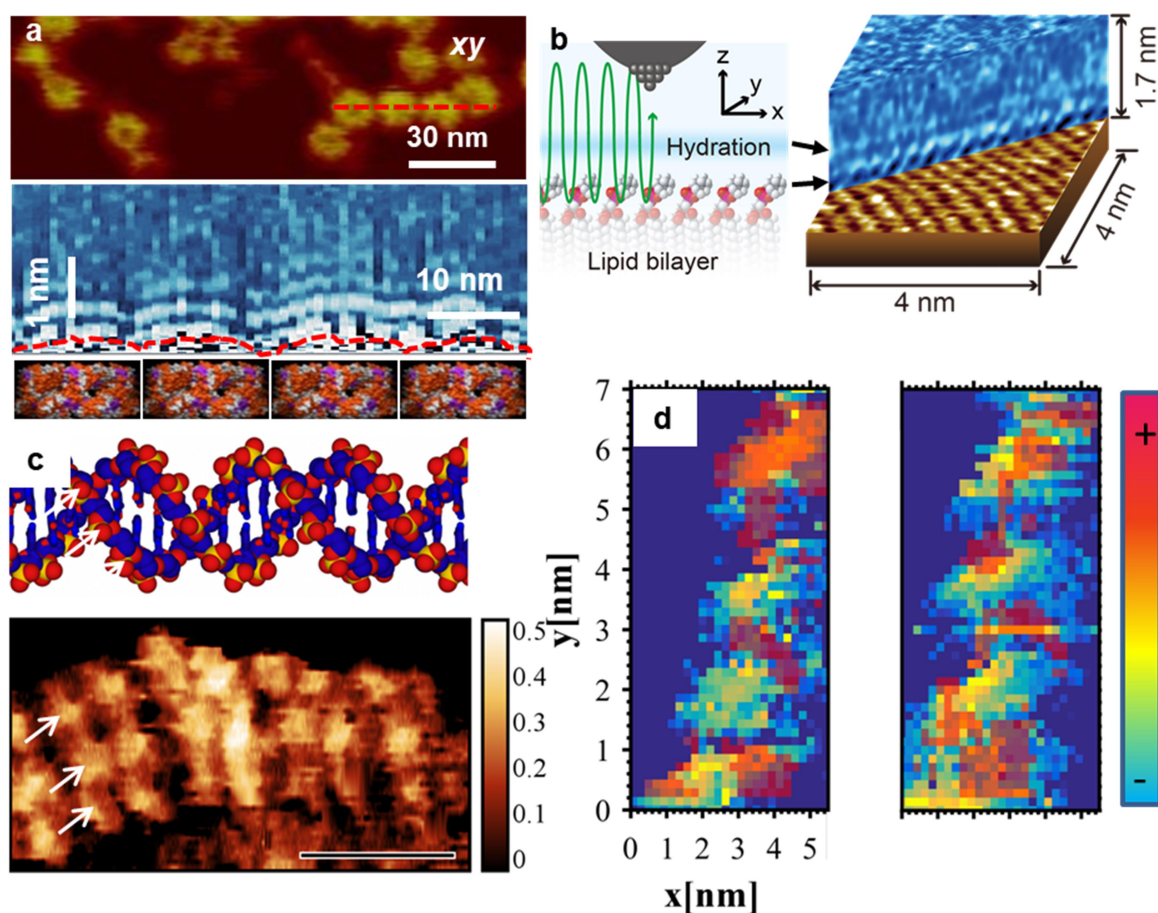 a
xy
30 nm
1 nm
10 nm
b
z
y
x
Hydration
Lipid bilayer
1.7 nm
4 nm
4 nm
c
0.5
0.4
0.3
0.2
0.1
0
d
7
6
5
4
3
2
1
0
y[nm]
0 1 2 3 4 5
x[nm]
+
-